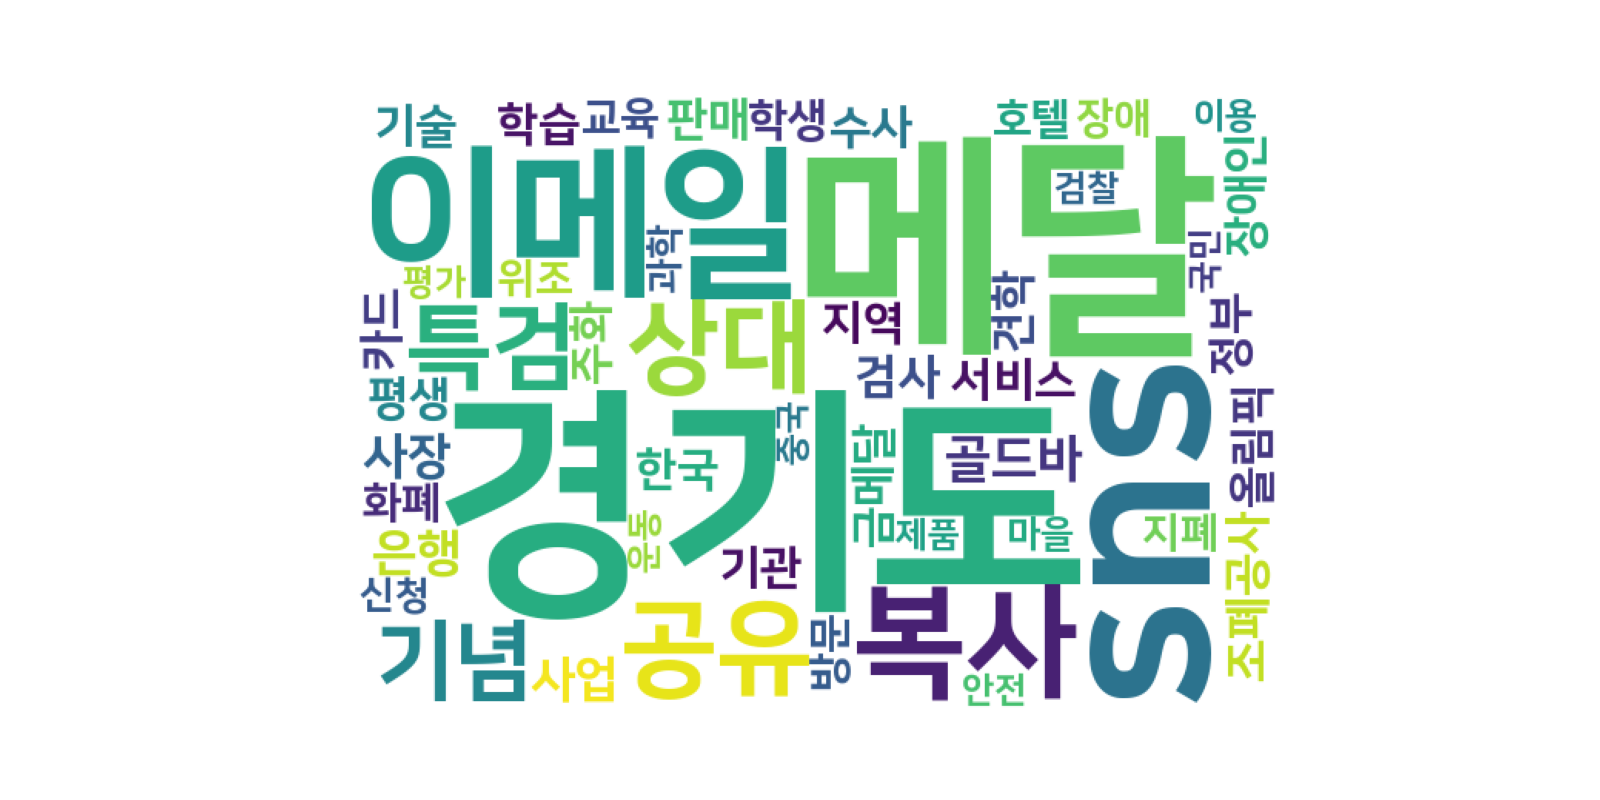 기술
학습
교육
판매
학생
수사
호텔
장애
이용
이메일
메달
검찰
장애인
과학
국민
평가
위조
견학
카드
특검
주화
상대
지역
정부
검사
서비스
sns
평생
경기도
중국
올림픽
사장
한국
금메달
골드바
화폐
은행
운동
기관
제품
마을
지폐
조폐공사
신청
기념
사업
공유
방문
복사
안전